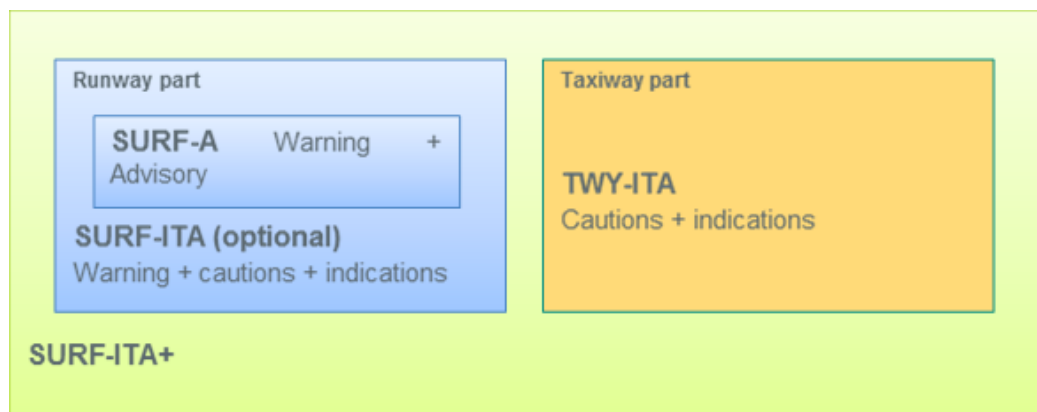 Runway part
SURF-A Warning +
Advisory
SURF-ITA (optional)
Warning + cautions + indications
Taxiway part
TWY-ITA
Cautions + indications
SURF-ITA+